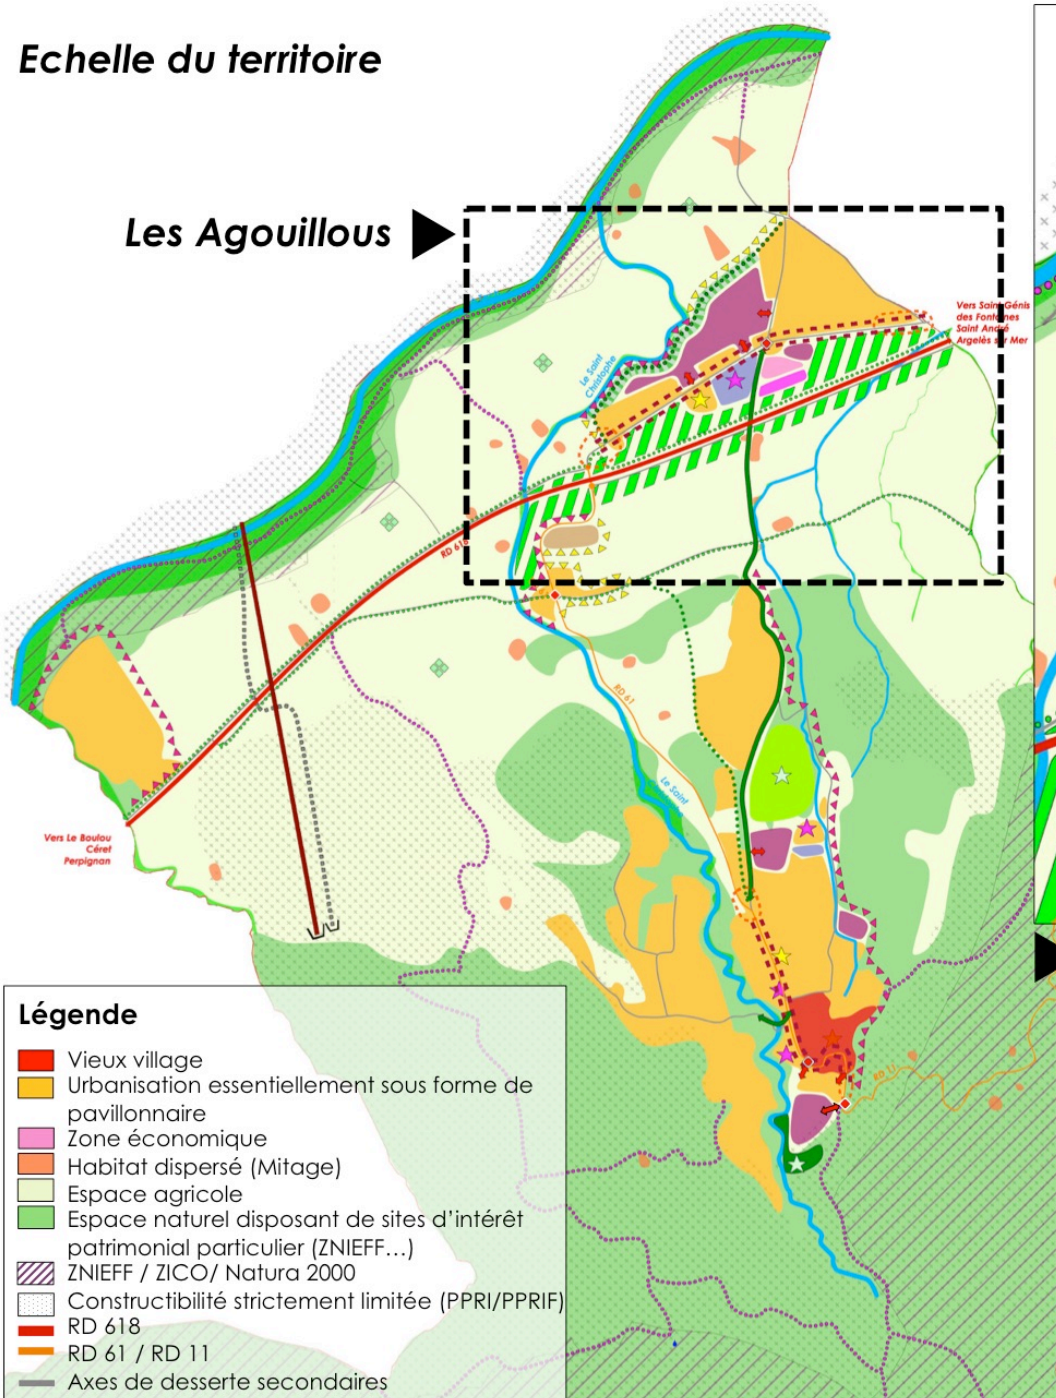 Echelle du territoire
Les Agouillous
Vers Saint Génis
des Fontaines
Saint André
Argelès sur Mer
Le Saint
Christophe
RD 618
RD 61
Le Saint
Vers Le Boulou
Céret
Perpignan
RD 11
Légende
Vieux village
Urbanisation essentiellement sous forme de
pavillonnaire
Zone économique
Habitat dispersé (Mitage)
Espace agricole
Espace naturel disposant de sites d'intérêt
patrimonial particulier (ZNIEFF...)
ZNIEFF / ZICO/ Natura 2000
Constructibilité strictement limitée (PPRI/PPRIF)
RD 618
RD 61 / RD 11
Axes de desserte secondaires